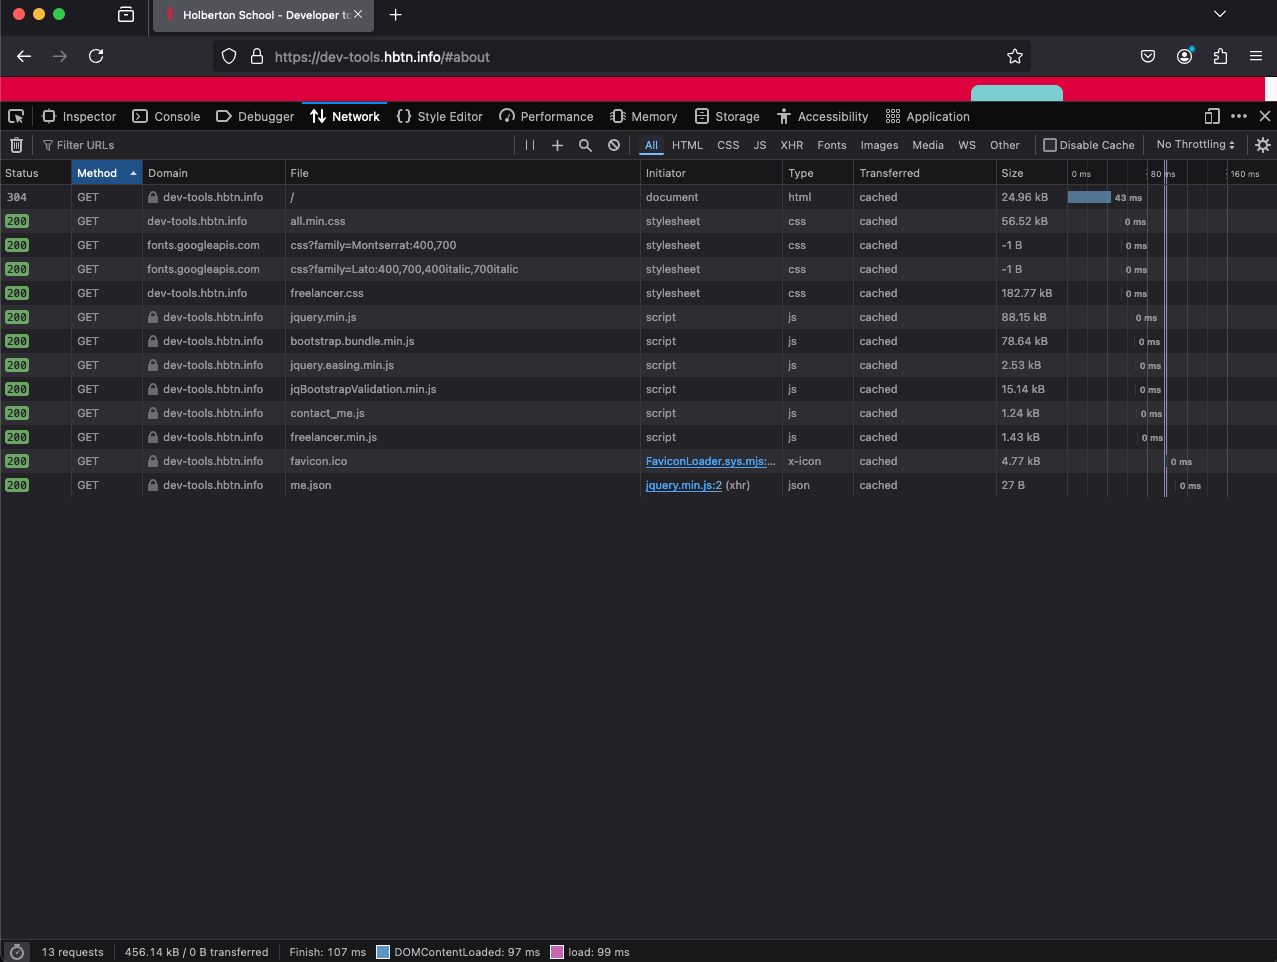 Holberton School - Developer to
https://dev-tools.hbtn.info/#about
Inspector Console Debugger Network Style Editor Performance Memory Storage Accessibility Application
Filter URLs All HTML CSS JS XHR Fonts Images Media WS Other Disable Cache No Throttling
Status Method Domain File Initiator Type Transferred Size 0 ms 80 ms 160 ms
304 GET dev-tools.hbtn.info / document html cached 24.96 kB 43 ms
200 GET dev-tools.hbtn.info all.min.css stylesheet css cached 56.52 kB 0 ms
200 GET fonts.googleapis.com css?family=Montserrat:400,700 stylesheet css cached -1 B 0 ms
200 GET fonts.googleapis.com css?family=Lato:400,700,400italic,700italic stylesheet css cached -1 B 0 ms
200 GET dev-tools.hbtn.info freelancer.css stylesheet css cached 182.77 kB 0 ms
200 GET dev-tools.hbtn.info jquery.min.js script js cached 88.15 kB 0 ms
200 GET dev-tools.hbtn.info bootstrap.bundle.min.js script js cached 78.64 kB 0 ms
200 GET dev-tools.hbtn.info jquery.easing.min.js script js cached 2.53 kB 0 ms
200 GET dev-tools.hbtn.info jqBootstrapValidation.min.js script js cached 15.14 kB 0 ms
200 GET dev-tools.hbtn.info contact_me.js script js cached 1.24 kB 0 ms
200 GET dev-tools.hbtn.info freelancer.min.js script js cached 1.43 kB 0 ms
200 GET dev-tools.hbtn.info favicon.ico FaviconLoader.sys.mjs:... x-icon cached 4.77 kB 0 ms
200 GET dev-tools.hbtn.info me.json jquery.min.js:2 (xhr) json cached 27 B 0 ms
13 requests 456.14 kB / 0 B transferred Finish: 107 ms DOMContentLoaded: 97 ms load: 99 ms